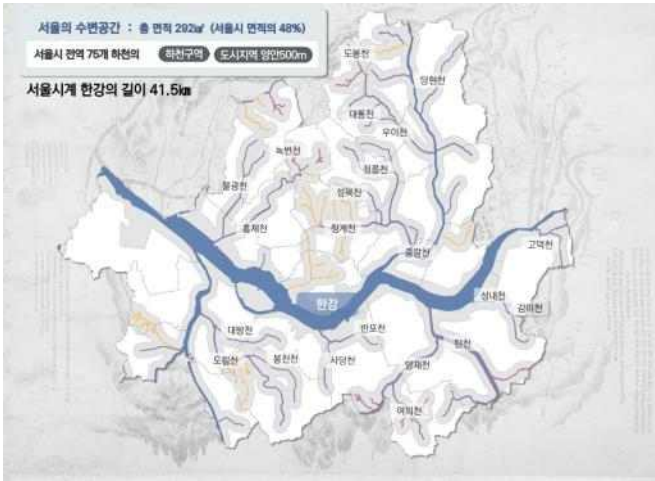 서울의 수변공간 : 총 면적 292㎢ (서울시 면적의 48%)
서울시 전역 75개 하천의 하천구역 도시지역 양안500m
서울시계 한강의 길이 41.5㎞
도봉천
당현천
대동천
우이천
녹번천
정릉천
불광천
성북천
홍제천
청계천
중랑천
고덕천
한강
성내천
감이천
대방천
반포천
도림천
봉천천
사당천
양재천
탄천
여의천